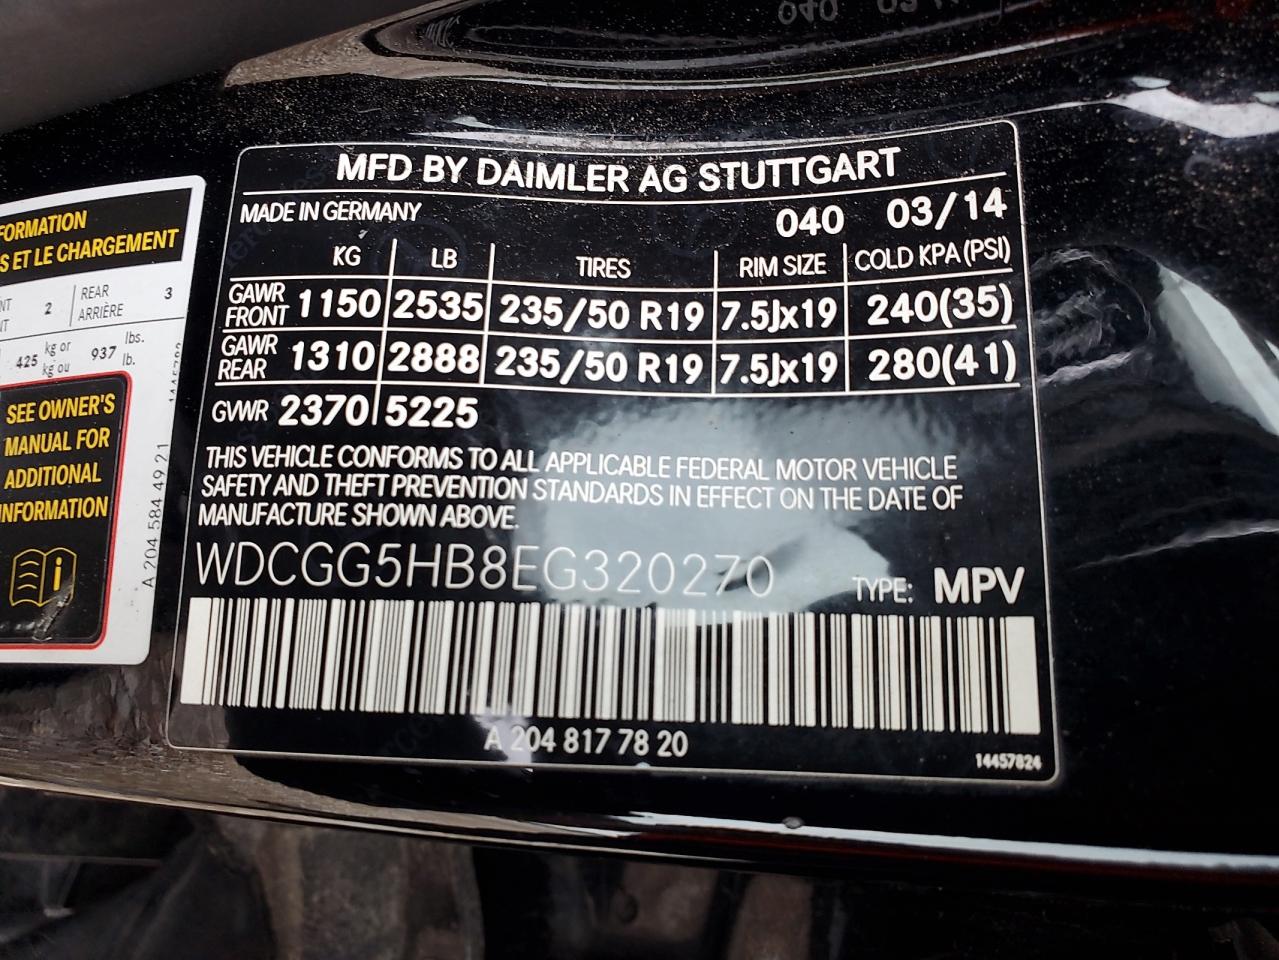 MFD BY DAIMLER AG STUTTGART
MADE IN GERMANY 040 03/14
KG LB TIRES RIM SIZE COLD KPA (PSI)
GAWR FRONT 1150 2535 235/50 R19 7.5Jx19 240(35)
GAWR REAR 1310 2888 235/50 R19 7.5Jx19 280(41)
GVWR 2370 5225
THIS VEHICLE CONFORMS TO ALL APPLICABLE FEDERAL MOTOR VEHICLE
SAFETY AND THEFT PREVENTION STANDARDS IN EFFECT ON THE DATE OF
MANUFACTURE SHOWN ABOVE.
WDCGG5HB8EG320270 TYPE: MPV
A 204 817 78 20
14457824
ET LE CHARGEMENT
2 REAR 3
ARRIÈRE
425 kg or 937 lbs.
kg ou lb.
SEE OWNER'S
MANUAL FOR
ADDITIONAL
INFORMATION
A 204 584 49 21